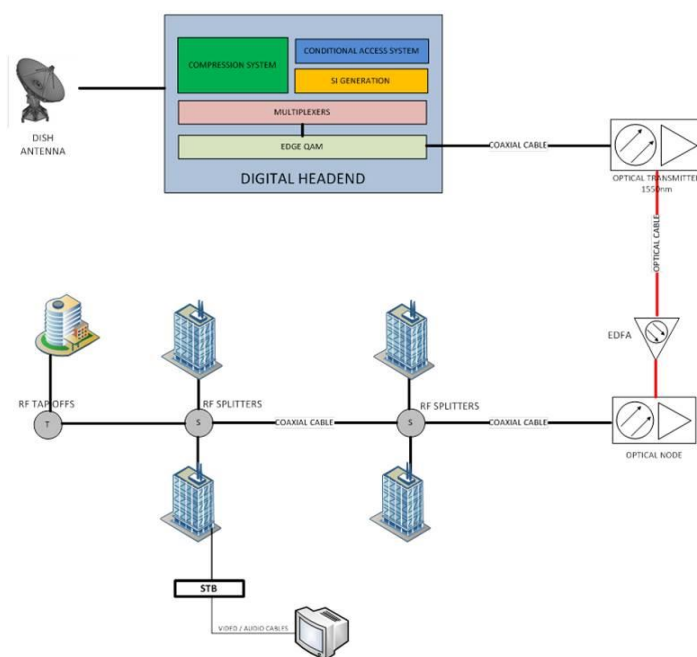 COMPRESSION SYSTEM
CONDITIONAL ACCESS SYSTEM
SI GENERATION
MULTIPLEXERS
EDGE QAM
DIGITAL HEADEND
DISH
ANTENNA
COAXIAL CABLE
OPTICAL TRANSMITTER
1550nm
OPTICAL CABLE
EDFA
RF TAP OFFS
T
RF SPLITTERS
S
COAXIAL CABLE
RF SPLITTERS
S
COAXIAL CABLE
OPTICAL NODE
STB
VIDEO / AUDIO CABLES